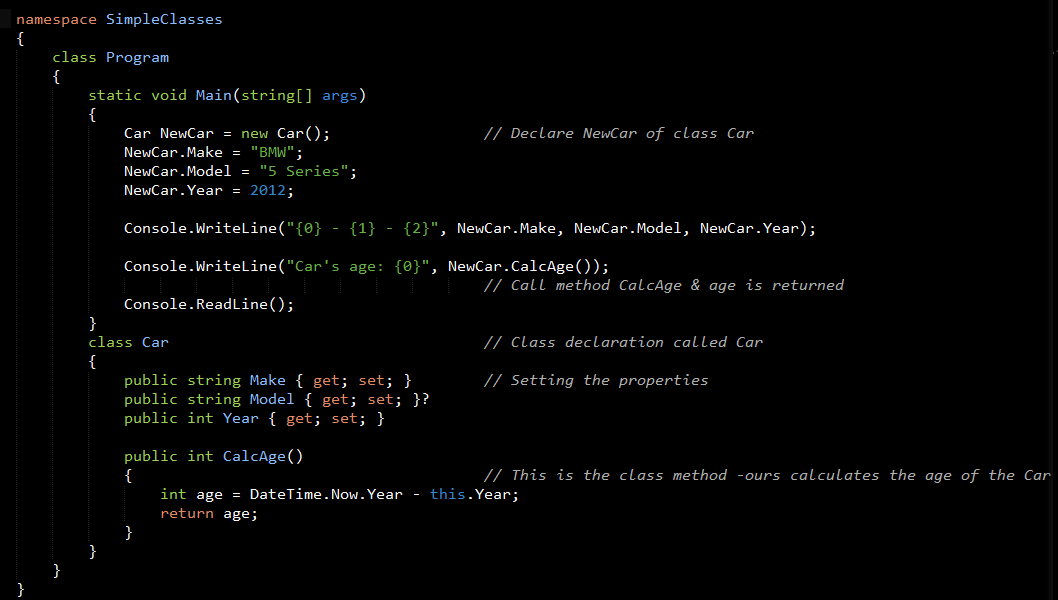 namespace SimpleClasses
{
    class Program
    {
        static void Main(string[] args)
        {
            Car NewCar = new Car();                 // Declare NewCar of class Car
            NewCar.Make = "BMW";
            NewCar.Model = "5 Series";
            NewCar.Year = 2012;

            Console.WriteLine("{0} - {1} - {2}", NewCar.Make, NewCar.Model, NewCar.Year);

            Console.WriteLine("Car's age: {0}", NewCar.CalcAge());
                                                    // Call method CalcAge & age is returned
            Console.ReadLine();
        }
        class Car                                   // Class declaration called Car
        {
            public string Make { get; set; }        // Setting the properties
            public string Model { get; set; }?
            public int Year { get; set; }

            public int CalcAge()
            {                                       // This is the class method -ours calculates the age of the Car
                int age = DateTime.Now.Year - this.Year;
                return age;
            }
        }
    }
}